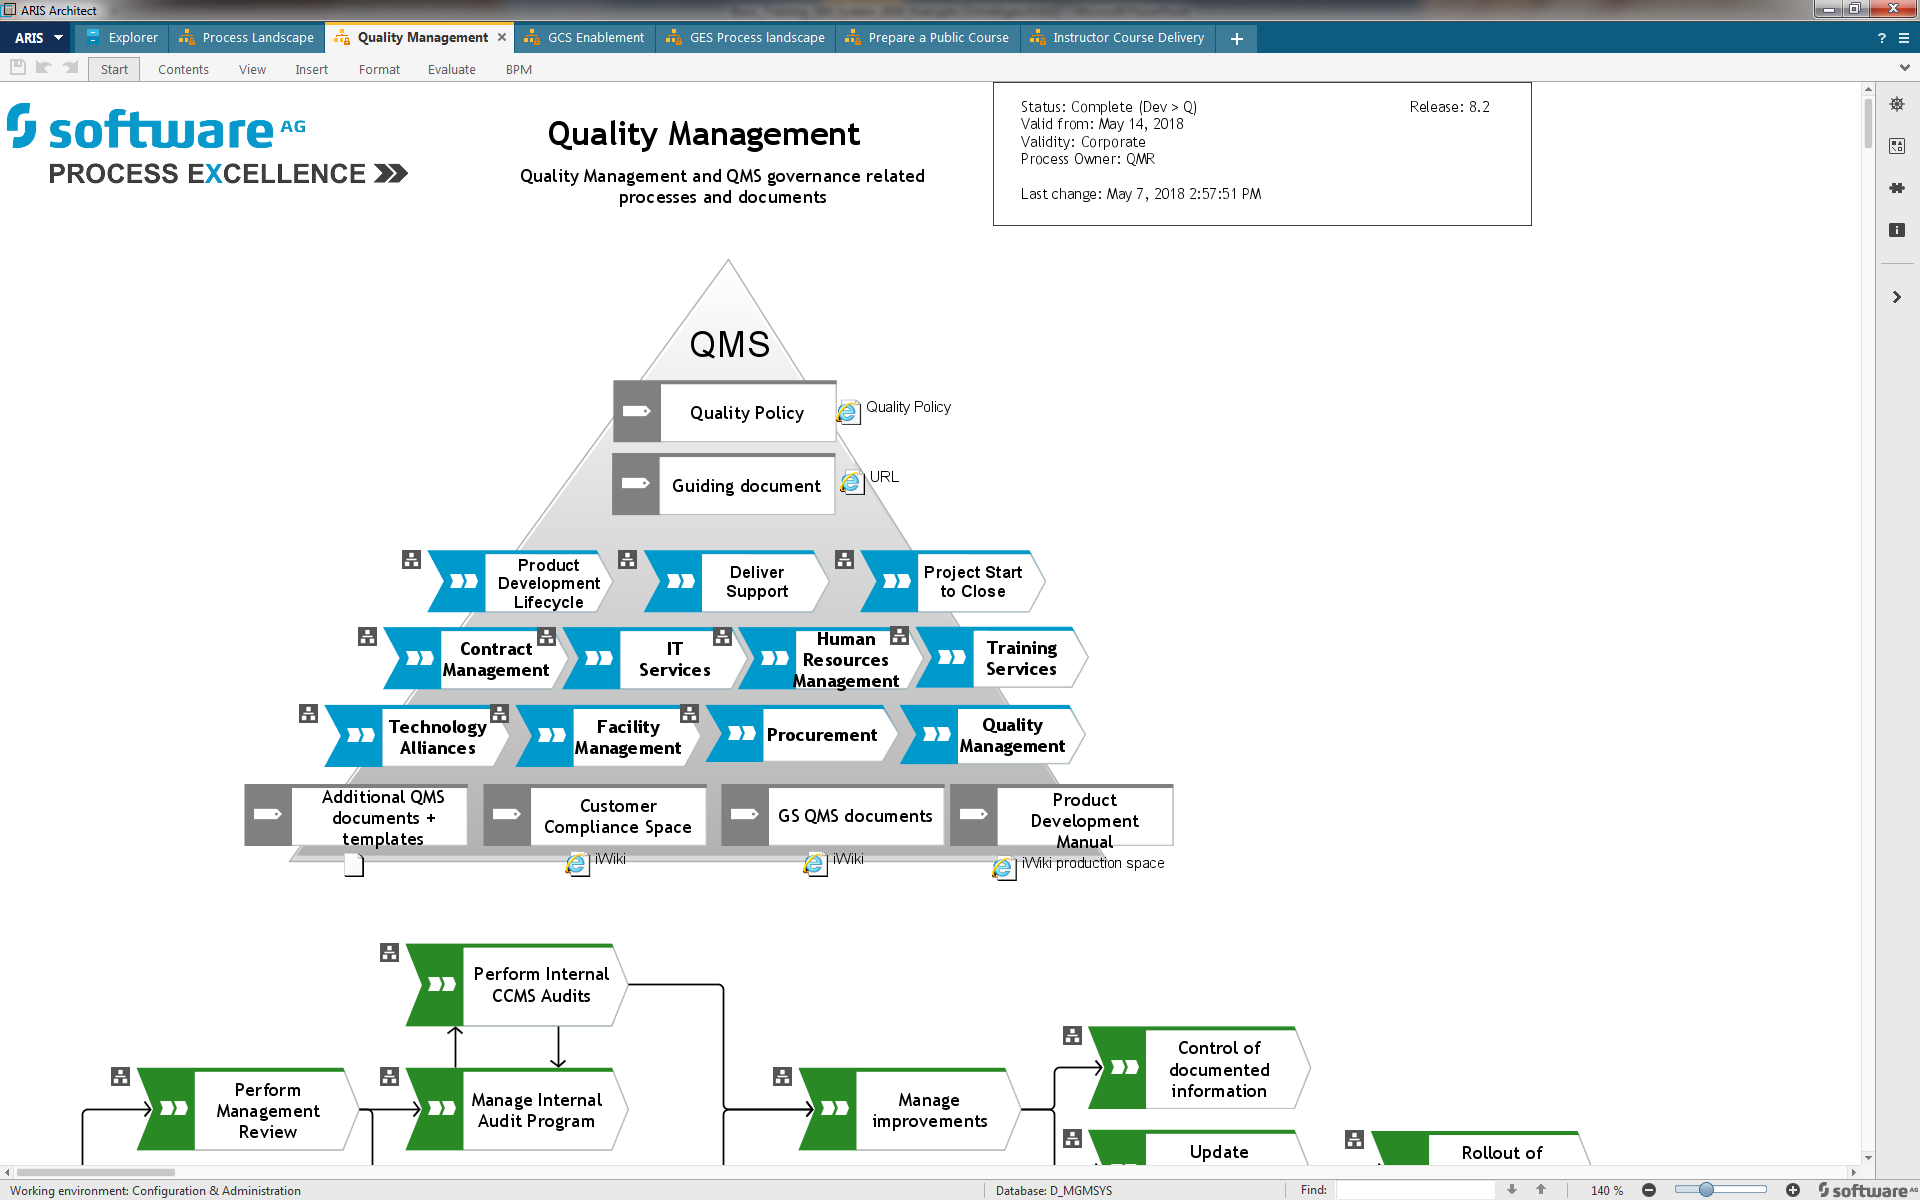 ARIS Architect
ARIS
Explorer
Process Landscape
Quality Management
GCS Enablement
GES Process landscape
Prepare a Public Course
Instructor Course Delivery
Start
Contents
View
Insert
Format
Evaluate
BPM
software AG
PROCESS EXCELLENCE
Quality Management
Quality Management and QMS governance related
processes and documents
Status: Complete (Dev > Q)
Release: 8.2
Valid from: May 14, 2018
Validity: Corporate
Process Owner: QMR
Last change: May 7, 2018 2:57:51 PM
QMS
Quality Policy
Quality Policy
Guiding document
URL
Product
Development
Lifecycle
Deliver
Support
Project Start
to Close
Contract
Management
IT
Services
Human
Resources
Management
Training
Services
Technology
Alliances
Facility
Management
Procurement
Quality
Management
Additional QMS
documents +
templates
Customer
Compliance Space
iWiki
GS QMS documents
iWiki
Product
Development
Manual
iWiki production space
Perform Internal
CCMS Audits
Perform
Management
Review
Manage Internal
Audit Program
Manage
improvements
Control of
documented
information
Update
Rollout of
Working environment: Configuration & Administration
Database: D_MGMSYS
Find:
140 %
software AG